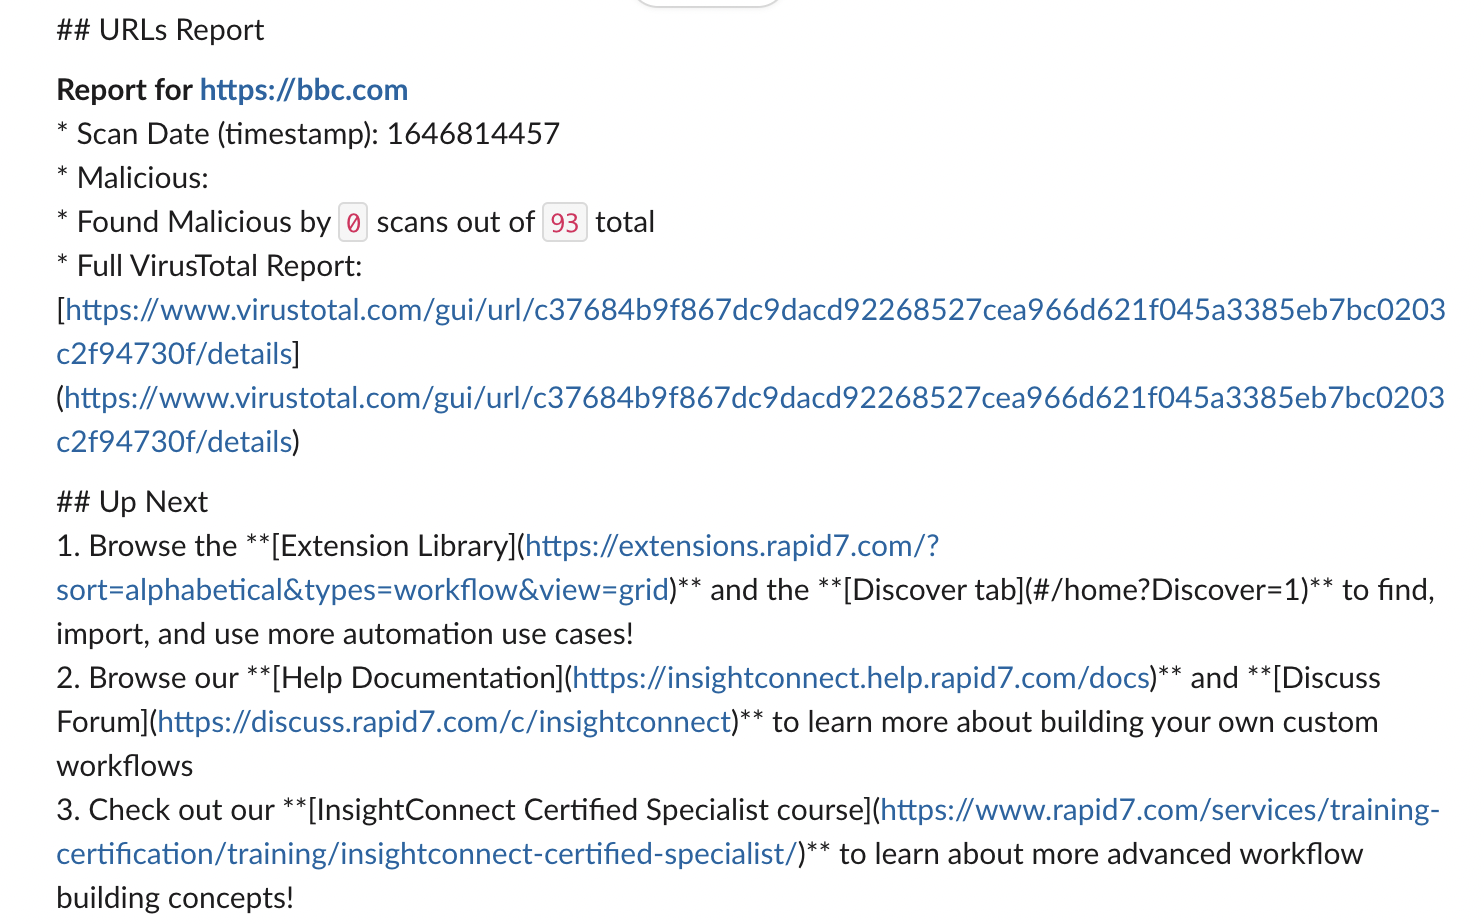 ## URLs Report
Report for https://bbc.com
* Scan Date (timestamp): 1646814457
* Malicious:
* Found Malicious by 0 scans out of 93 total
* Full VirusTotal Report:
[https://www.virustotal.com/gui/url/c37684b9f867dc9dacd92268527cea966d621f045a3385eb7bc0203
c2f94730f/details]
(https://www.virustotal.com/gui/url/c37684b9f867dc9dacd92268527cea966d621f045a3385eb7bc0203
c2f94730f/details)
## Up Next
1. Browse the **[Extension Library](https://extensions.rapid7.com/?
sort=alphabetical&types=workflow&view=grid)** and the **[Discover tab](#/home?Discover=1)** to find,
import, and use more automation use cases!
2. Browse our **[Help Documentation](https://insightconnect.help.rapid7.com/docs)** and **[Discuss
Forum](https://discuss.rapid7.com/c/insightconnect)** to learn more about building your own custom
workflows
3. Check out our **[InsightConnect Certified Specialist course](https://www.rapid7.com/services/training-
certification/training/insightconnect-certified-specialist/)** to learn about more advanced workflow
building concepts!